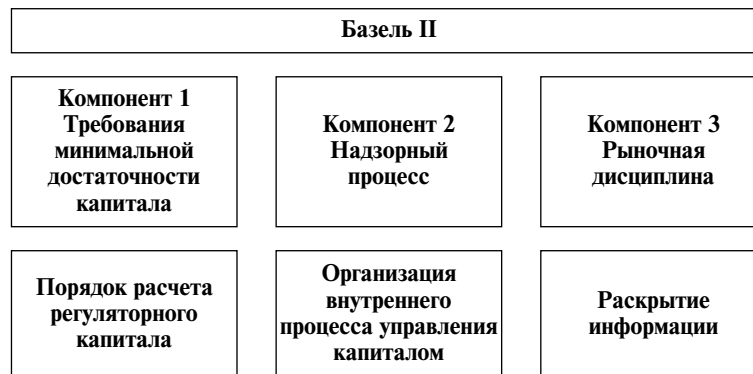 Базель II
Компонент 1
Требования
минимальной
достаточности
капитала
Компонент 2
Надзорный
процесс
Компонент 3
Рыночная
дисциплина
Порядок расчета
регуляторного
капитала
Организация
внутреннего
процесса управления
капиталом
Раскрытие
информации